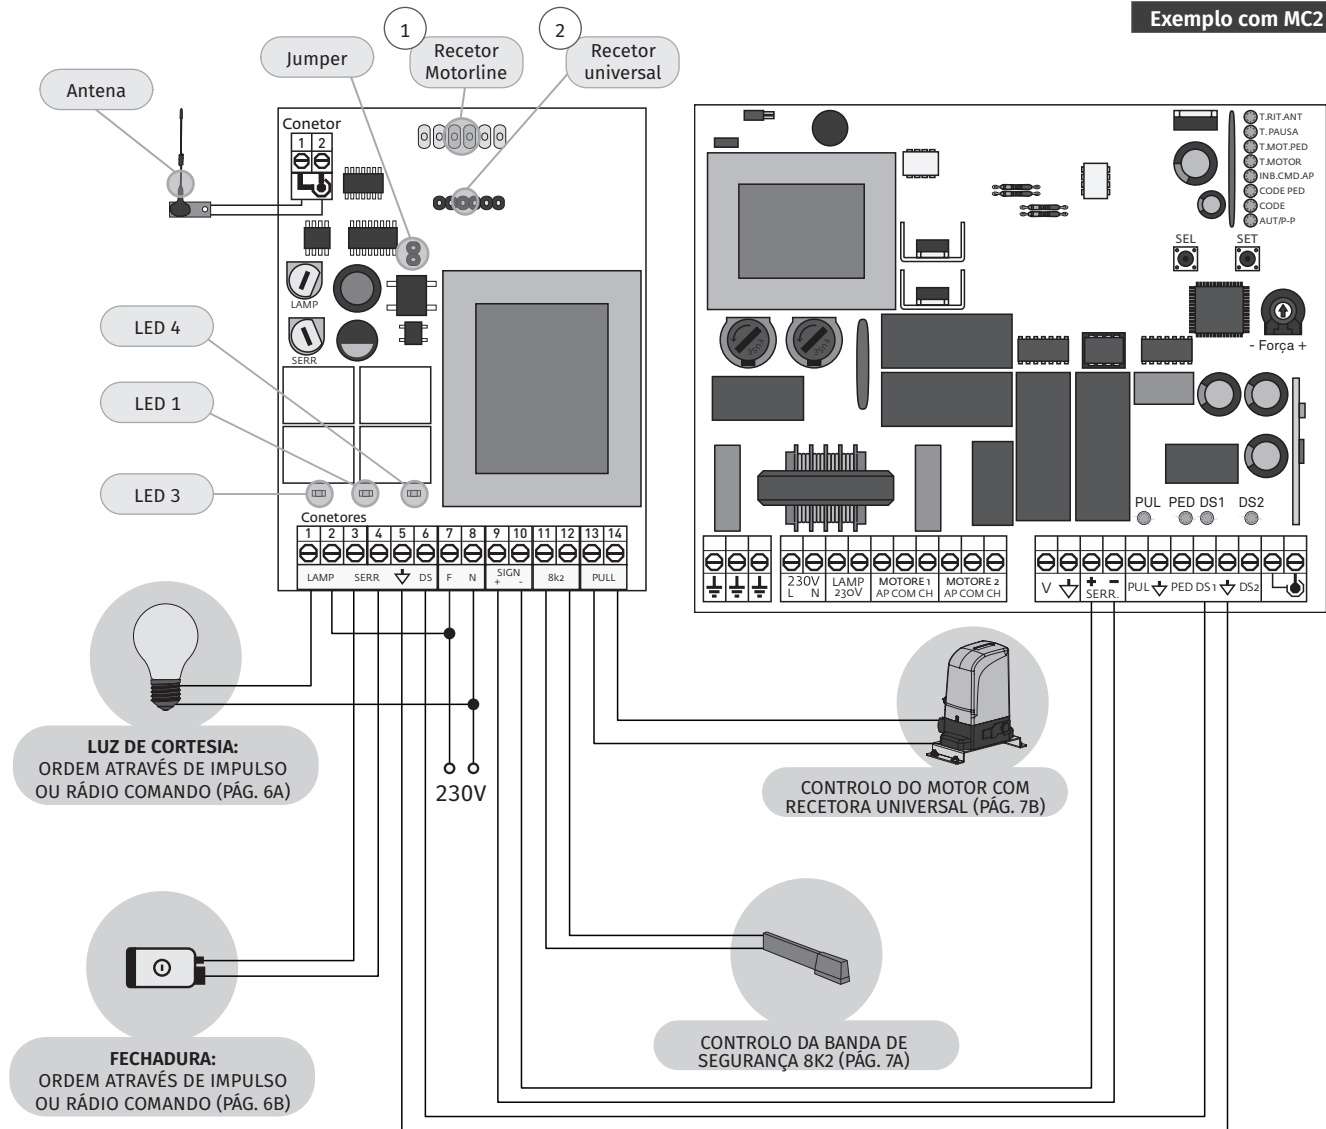 Exemplo com MC2
1
2
Jumper
Recetor
Motorline
Recetor
universal
Antena
Conetor
1 2
LAMP
SERR
LED 4
LED 1
LED 3
Conetores
1 2 3 4 5 6 7 8 9 10 11 12 13 14
LAMP SERR DS F N SIGN + - 8k2 PULL
T.RIT.ANT
T. PAUSA
T.MOT.PED
T.MOTOR
INB.CMD.AP
CODE PED
CODE
AUT/P-P
SEL SET
- Força +
FUSE FUSE
PUL PED DS1 DS2
230V
L N
LAMP
230V
MOTORE 1
AP COM CH
MOTORE 2
AP COM CH
V + - SERR. PUL PED DS1 DS2
LUZ DE CORTESIA:
ORDEM ATRAVÉS DE IMPULSO
OU RÁDIO COMANDO (PÁG. 6A)
230V
CONTROLO DO MOTOR COM
RECETORA UNIVERSAL (PÁG. 7B)
FECHADURA:
ORDEM ATRAVÉS DE IMPULSO
OU RÁDIO COMANDO (PÁG. 6B)
CONTROLO DA BANDA DE
SEGURANÇA 8K2 (PÁG. 7A)